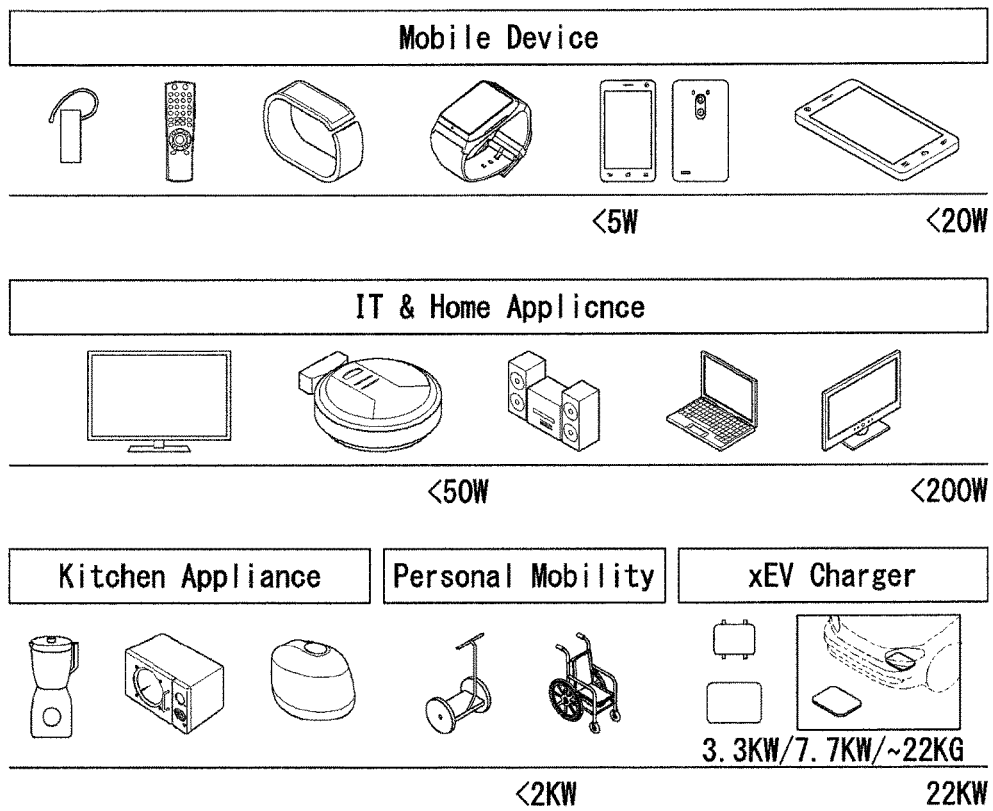 Mobile Device
<5W <20W
IT & Home Applicnce
<50W <200W
Kitchen Appliance Personal Mobility xEV Charger
3.3KW/7.7KW/~22KG
<2KW 22KW